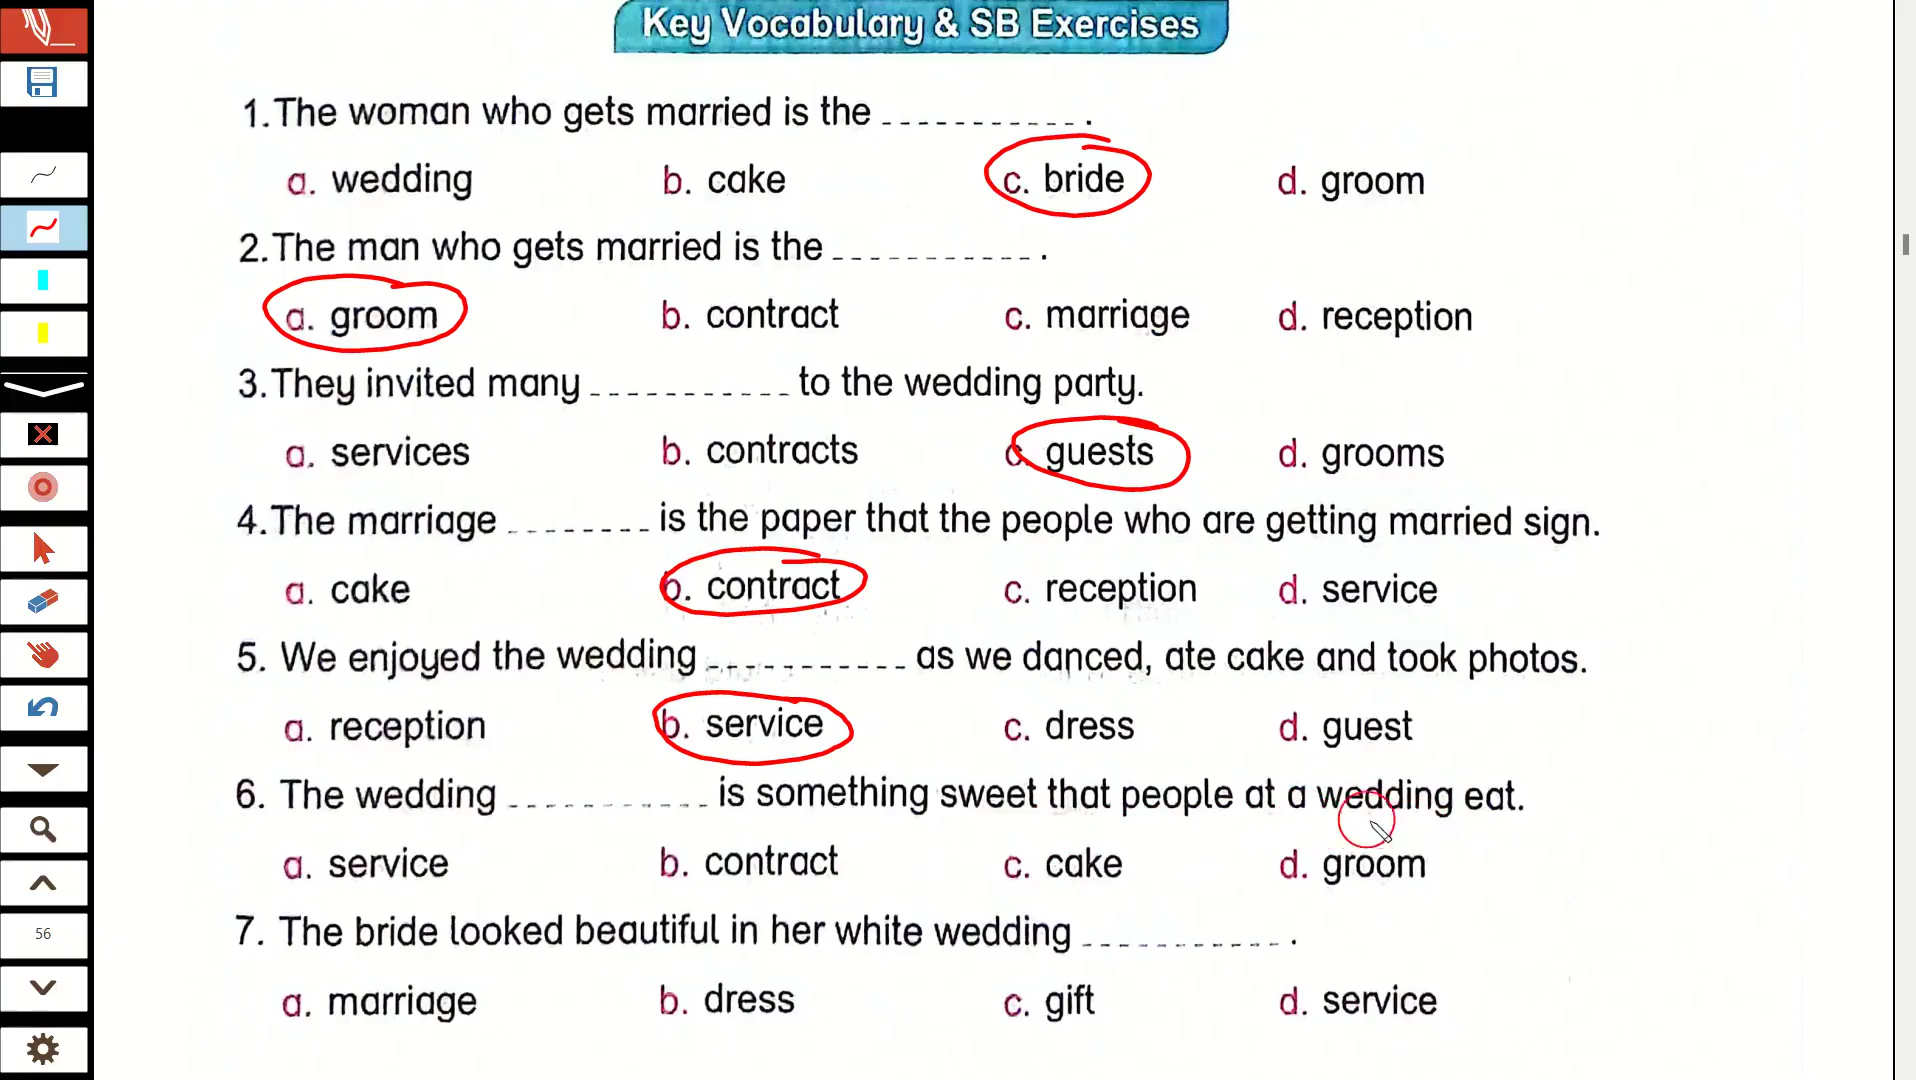 Key Vocabulary & SB Exercises
1. The woman who gets married is the ___________ .
a. wedding b. cake c. bride d. groom
2. The man who gets married is the ___________ .
a. groom b. contract c. marriage d. reception
3. They invited many ___________ to the wedding party.
a. services b. contracts c. guests d. grooms
4. The marriage ________ is the paper that the people who are getting married sign.
a. cake b. contract c. reception d. service
5. We enjoyed the wedding ___________ as we danced, ate cake and took photos.
a. reception b. service c. dress d. guest
6. The wedding ___________ is something sweet that people at a wedding eat.
a. service b. contract c. cake d. groom
7. The bride looked beautiful in her white wedding ___________ .
a. marriage b. dress c. gift d. service
56